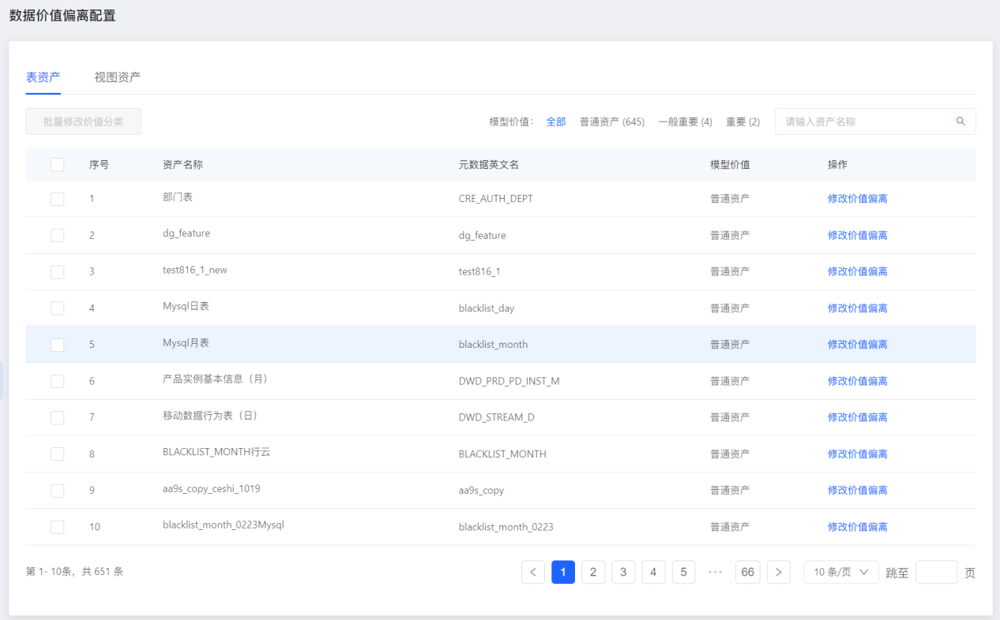 数据价值偏离配置
表资产 视图资产
批量修改价值分类 模型价值： 全部 普通资产 (645) 一般重要 (4) 重要 (2) 请输入资产名称
序号 资产名称 元数据英文名 模型价值 操作
1 部门表 CRE_AUTH_DEPT 普通资产 修改价值偏离
2 dg_feature dg_feature 普通资产 修改价值偏离
3 test816_1_new test816_1 普通资产 修改价值偏离
4 Mysql日表 blacklist_day 普通资产 修改价值偏离
5 Mysql月表 blacklist_month 普通资产 修改价值偏离
6 产品实例基本信息（月） DWD_PRD_PD_INST_M 普通资产 修改价值偏离
7 移动数据行为表（日） DWD_STREAM_D 普通资产 修改价值偏离
8 BLACKLIST_MONTH行云 BLACKLIST_MONTH 普通资产 修改价值偏离
9 aa9s_copy_ceshi_1019 aa9s_copy 普通资产 修改价值偏离
10 blacklist_month_0223Mysql blacklist_month_0223 普通资产 修改价值偏离
第 1- 10条，共 651 条 < 1 2 3 4 5 ••• 66 > 10 条/页 跳至 页